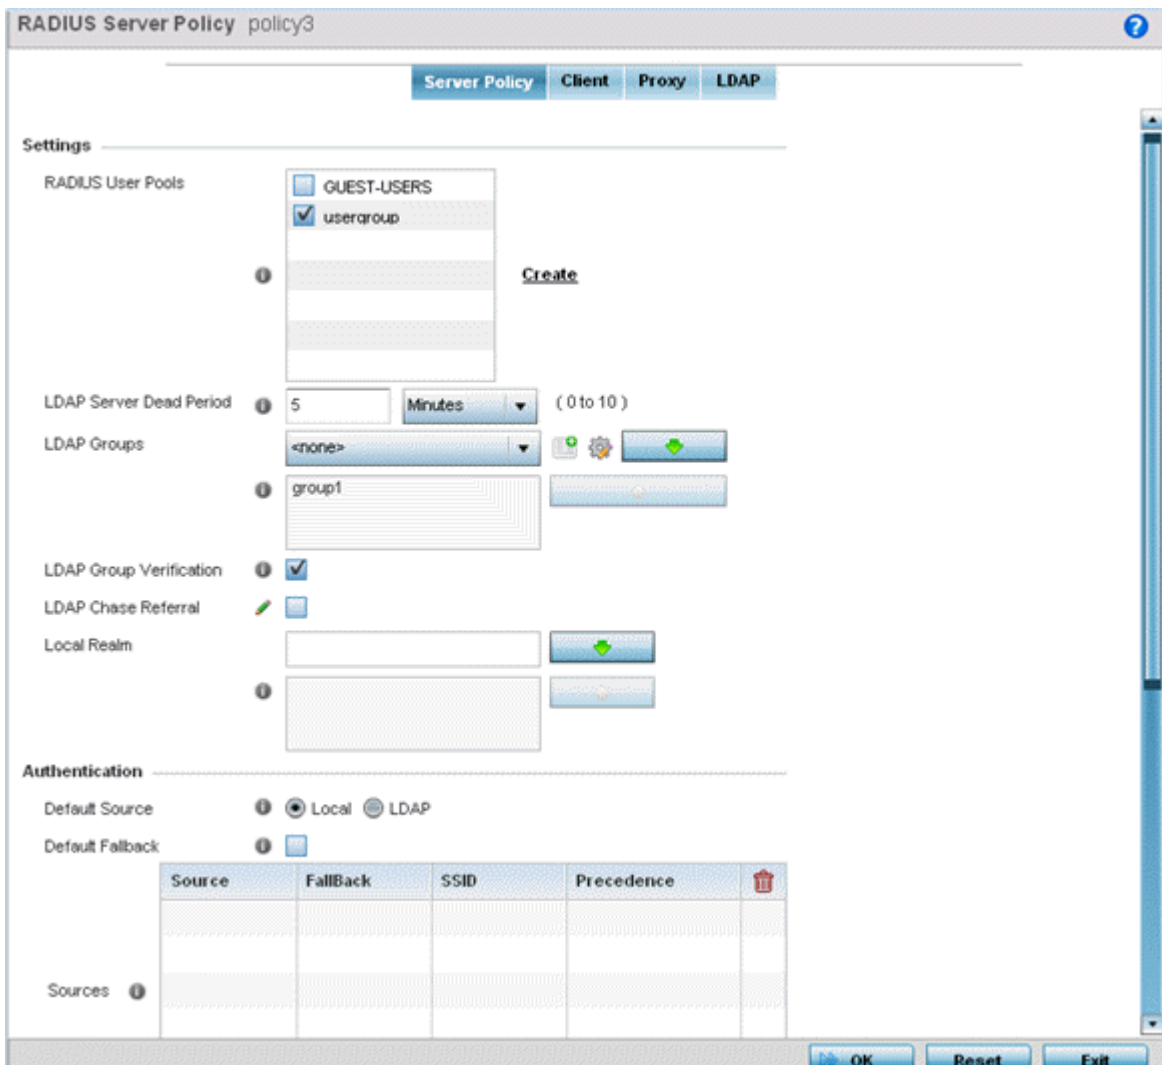 RADIUS Server Policy policy3
Server Policy Client Proxy LDAP
Settings
RADIUS User Pools
GUEST-USERS
usergroup
Create
LDAP Server Dead Period 5 Minutes ( 0 to 10 )
LDAP Groups <none>
group1
LDAP Group Verification
LDAP Chase Referral
Local Realm
Authentication
Default Source Local LDAP
Default Fallback
Source FallBack SSID Precedence
Sources
OK Reset Exit